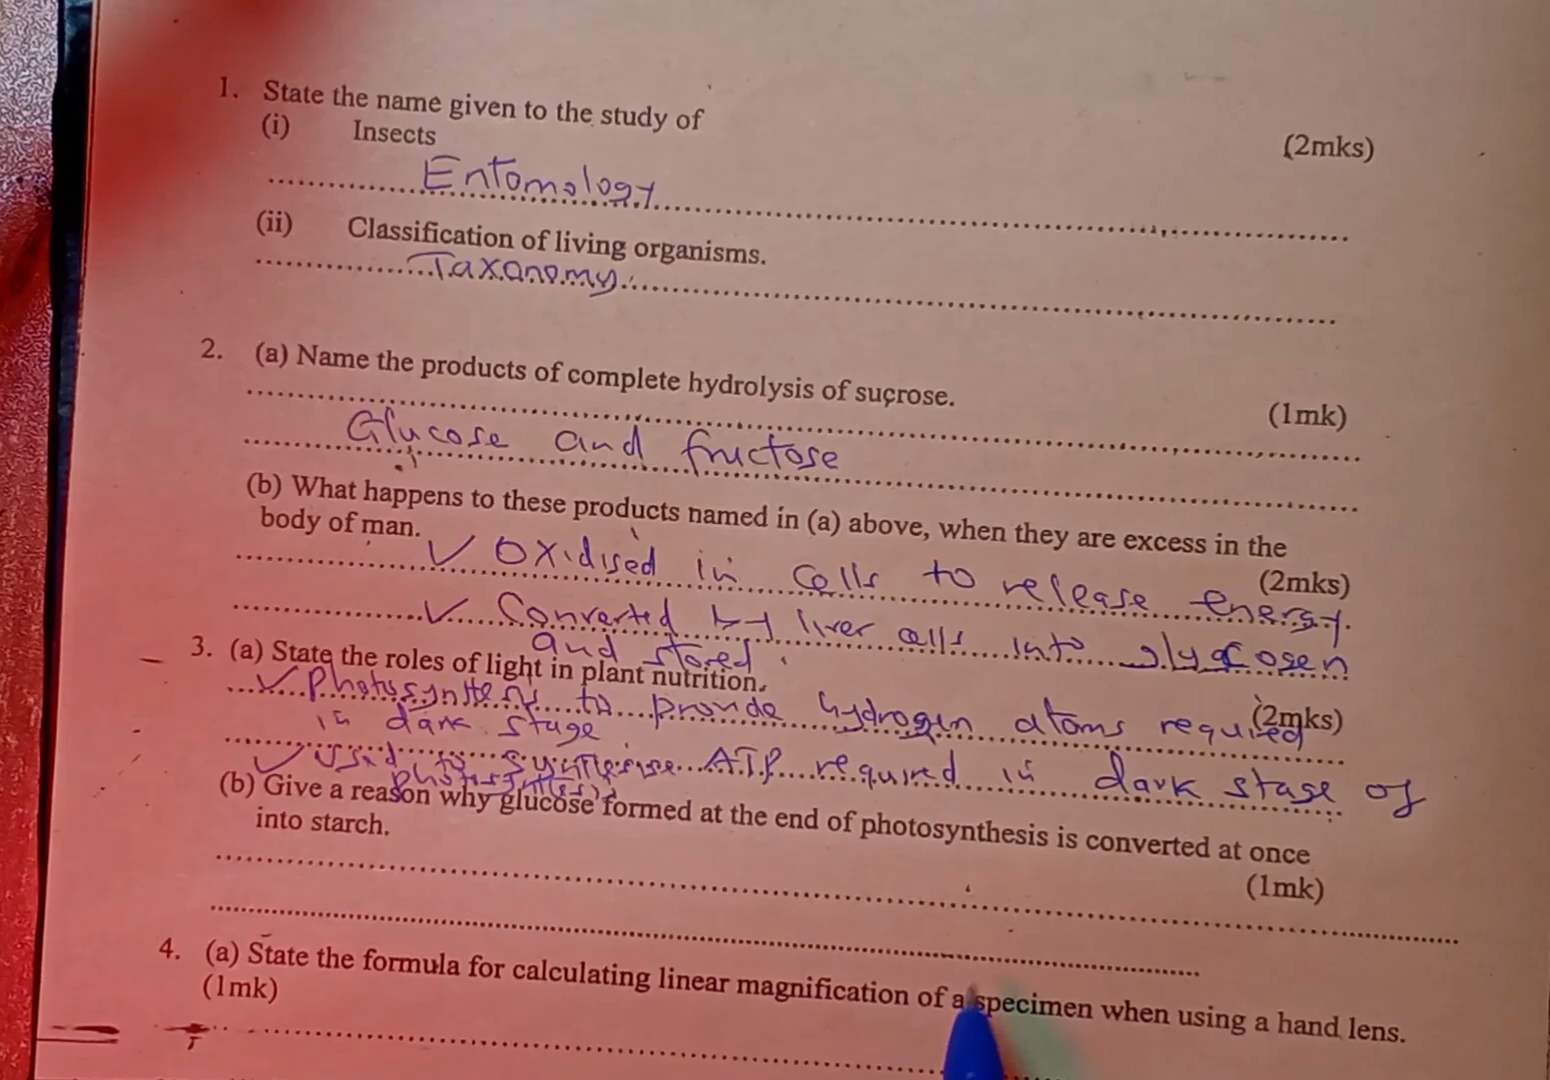 1. State the name given to the study of
(i) Insects (2mks)
Entomology
(ii) Classification of living organisms.
Taxonomy
2. (a) Name the products of complete hydrolysis of sucrose. (1mk)
Glucose and fructose
(b) What happens to these products named in (a) above, when they are excess in the
body of man. (2mks)
✓ Oxidised in cells to release energy.
✓ Converted by liver cells into glycogen
and stored.
3. (a) State the roles of light in plant nutrition. (2mks)
✓ Photosynthesis to provide hydrogen atoms required
in dark stage
✓ Used to synthesise ATP required in dark stage of
photosynthesis
(b) Give a reason why glucose formed at the end of photosynthesis is converted at once
into starch. (1mk)
4. (a) State the formula for calculating linear magnification of a specimen when using a hand lens.
(1mk)